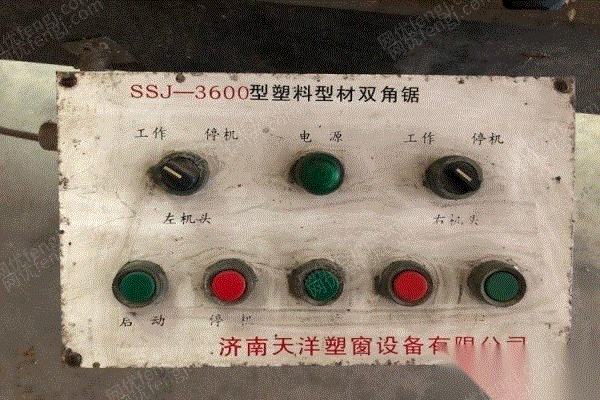 SSJ—3600型塑料型材双角锯
工作 停机 电 源 工作 停机
左机头 右机头
启 动 停 机
济南天洋塑窗设备有限公司